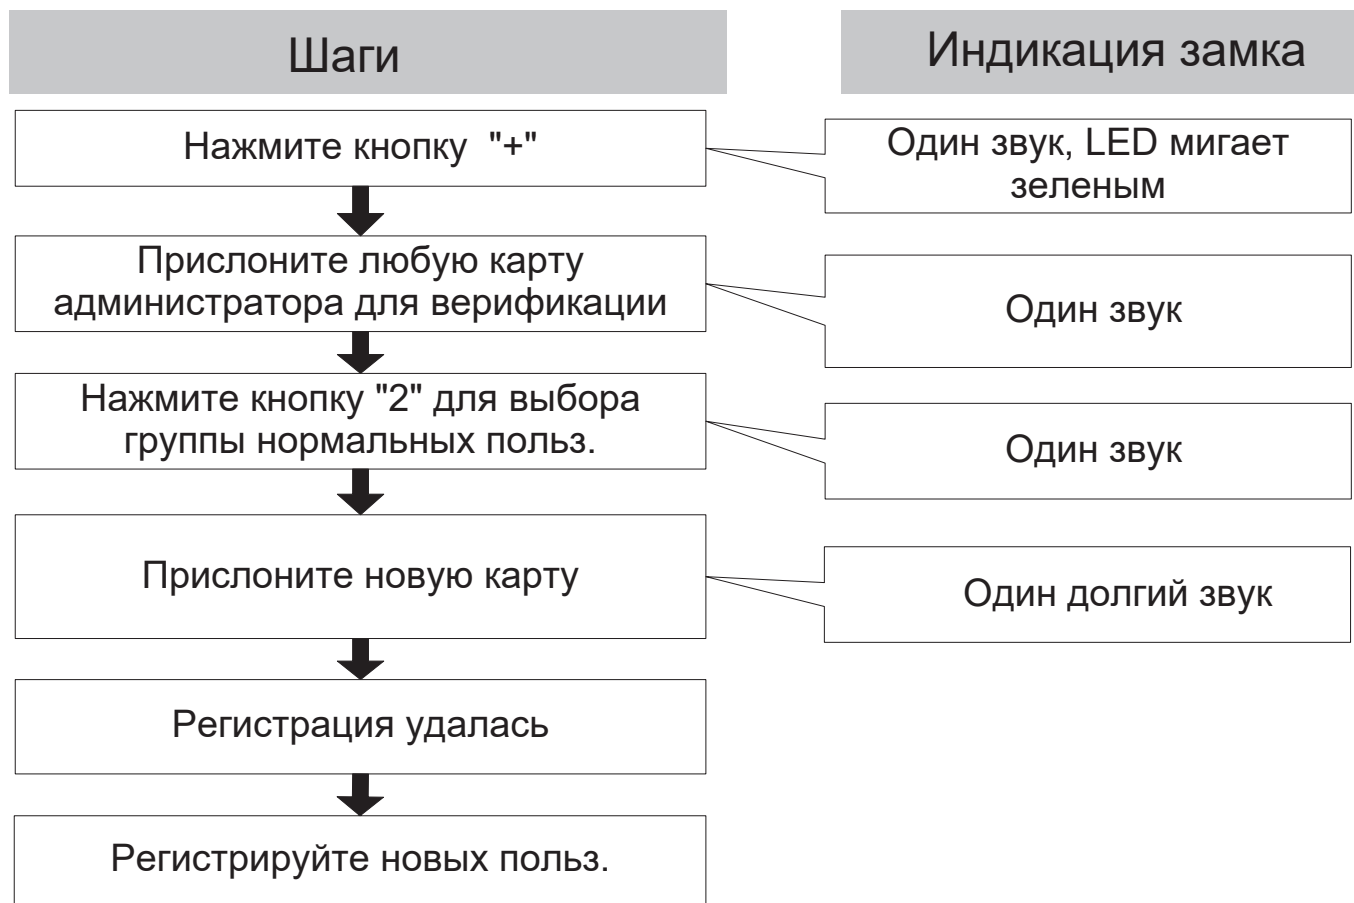 Шаги
Индикация замка
Нажмите кнопку "+"
Один звук, LED мигает
зеленым
Прислоните любую карту
администратора для верификации
Один звук
Нажмите кнопку "2" для выбора
группы нормальных польз.
Один звук
Прислоните новую карту
Один долгий звук
Регистрация удалась
Регистрируйте новых польз.